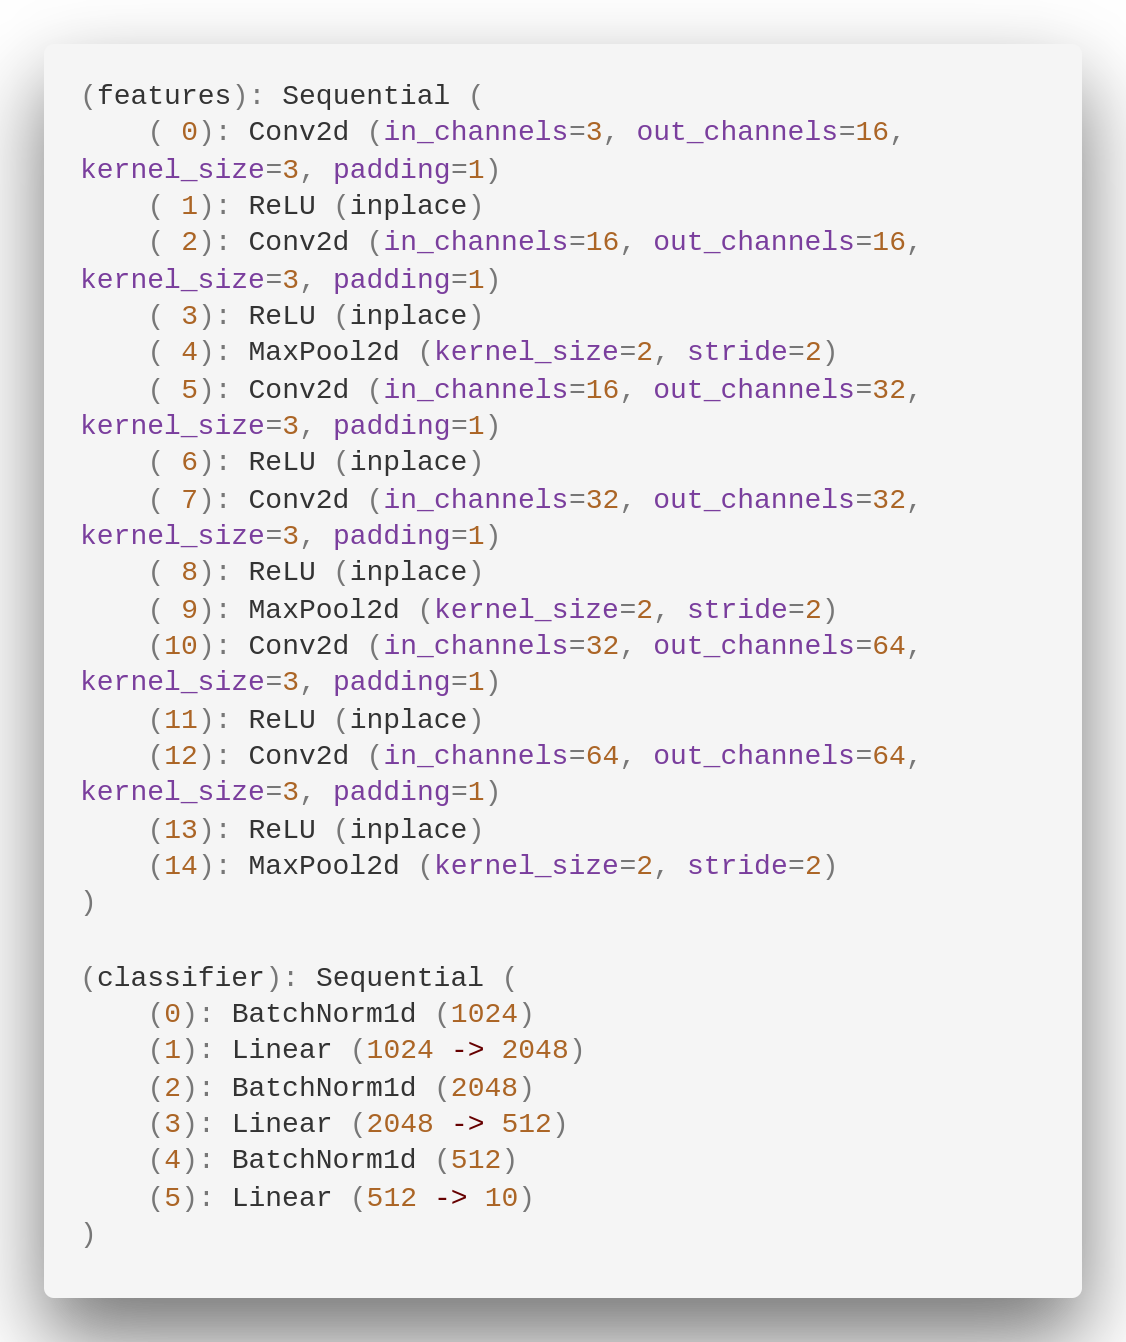 (features): Sequential (
    ( 0): Conv2d (in_channels=3, out_channels=16,
kernel_size=3, padding=1)
    ( 1): ReLU (inplace)
    ( 2): Conv2d (in_channels=16, out_channels=16,
kernel_size=3, padding=1)
    ( 3): ReLU (inplace)
    ( 4): MaxPool2d (kernel_size=2, stride=2)
    ( 5): Conv2d (in_channels=16, out_channels=32,
kernel_size=3, padding=1)
    ( 6): ReLU (inplace)
    ( 7): Conv2d (in_channels=32, out_channels=32,
kernel_size=3, padding=1)
    ( 8): ReLU (inplace)
    ( 9): MaxPool2d (kernel_size=2, stride=2)
    (10): Conv2d (in_channels=32, out_channels=64,
kernel_size=3, padding=1)
    (11): ReLU (inplace)
    (12): Conv2d (in_channels=64, out_channels=64,
kernel_size=3, padding=1)
    (13): ReLU (inplace)
    (14): MaxPool2d (kernel_size=2, stride=2)
)

(classifier): Sequential (
    (0): BatchNorm1d (1024)
    (1): Linear (1024 -> 2048)
    (2): BatchNorm1d (2048)
    (3): Linear (2048 -> 512)
    (4): BatchNorm1d (512)
    (5): Linear (512 -> 10)
)